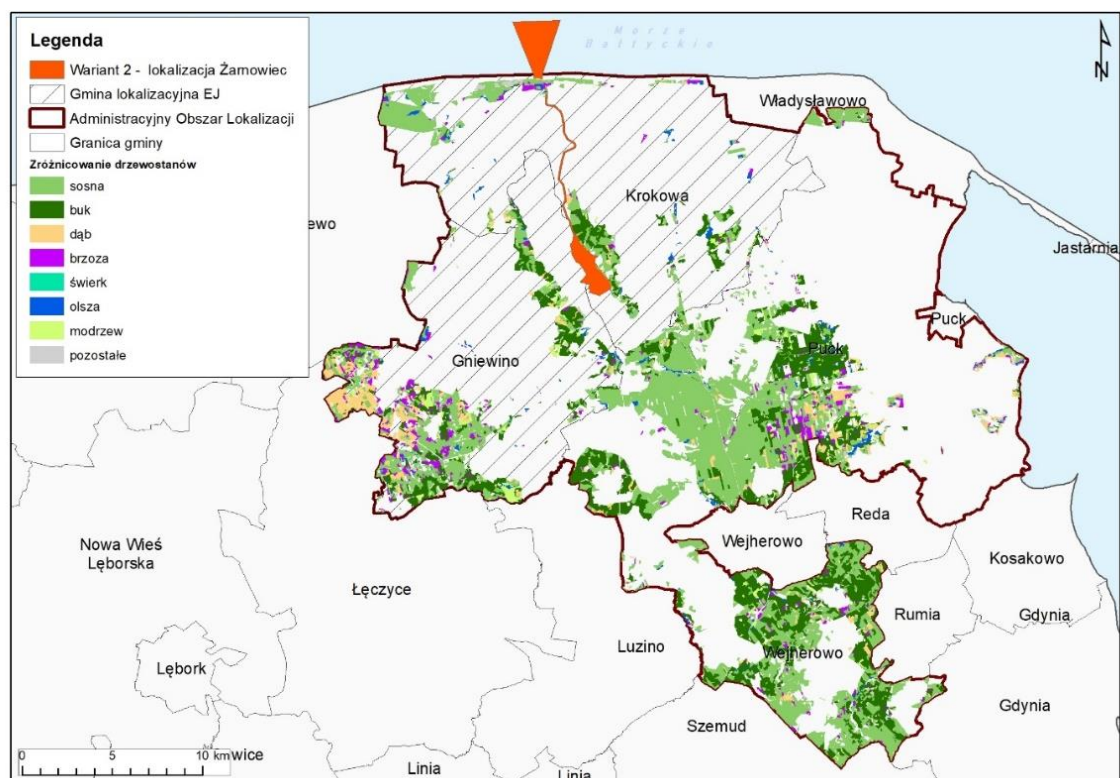 Legenda
Wariant 2 - lokalizacja Żarnowiec
Gmina lokalizacyjna EJ
Administracyjny Obszar Lokalizacji
Granica gminy
Zróżnicowanie drzewostanów
sosna
buk
dąb
brzoza
świerk
olsza
modrzew
pozostałe
Morze
Bałtyckie
N
Władysławowo
Krokowa
ewo
Jastarnia
Puck
Puck
Gniewino
Reda
Wejherowo
Nowa Wieś
Lęborska
Kosakowo
Łęczyce
Rumia
Gdynia
Luzino
Wejherowo
Lębork
Gdynia
Szemud
0 5 10 km
wice
Linia
Linia